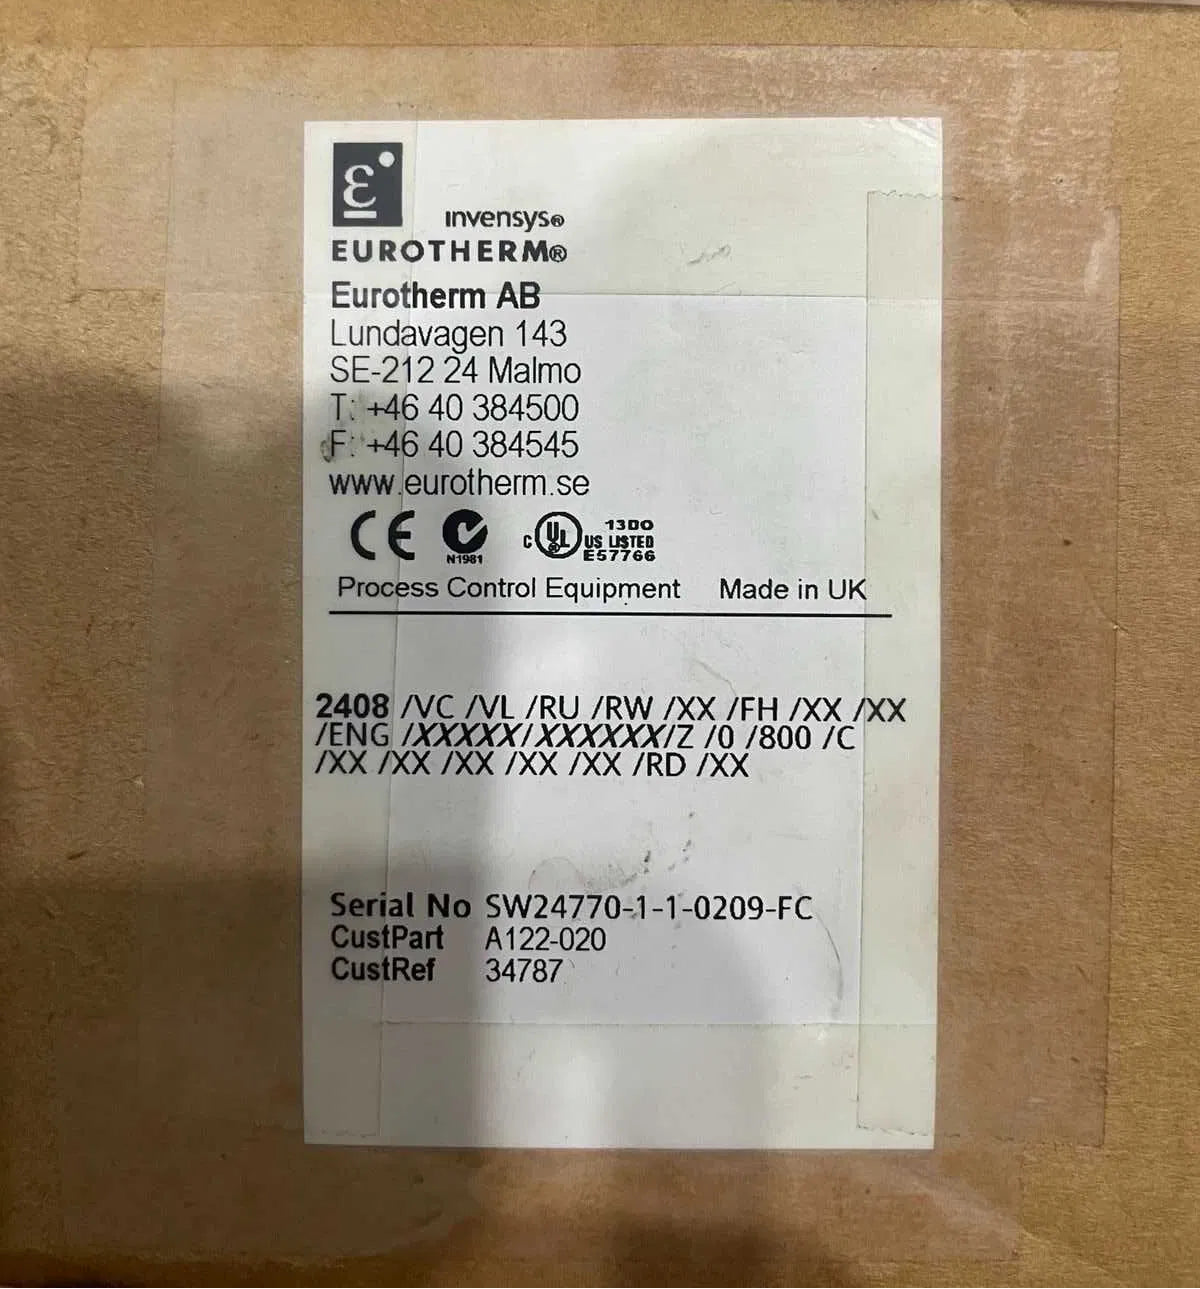 invensys®
EUROTHERM®
Eurotherm AB
Lundavagen 143
SE-212 24 Malmo
T: +46 40 384500
F: +46 40 384545
www.eurotherm.se
CE N1981 C UL US LISTED 13DO E57766
Process Control Equipment Made in UK
2408 /VC /VL /RU /RW /XX /FH /XX /XX
/ENG /XXXXX/XXXXXX/Z /0 /800 /C
/XX /XX /XX /XX /XX /RD /XX
Serial No SW24770-1-1-0209-FC
CustPart A122-020
CustRef 34787